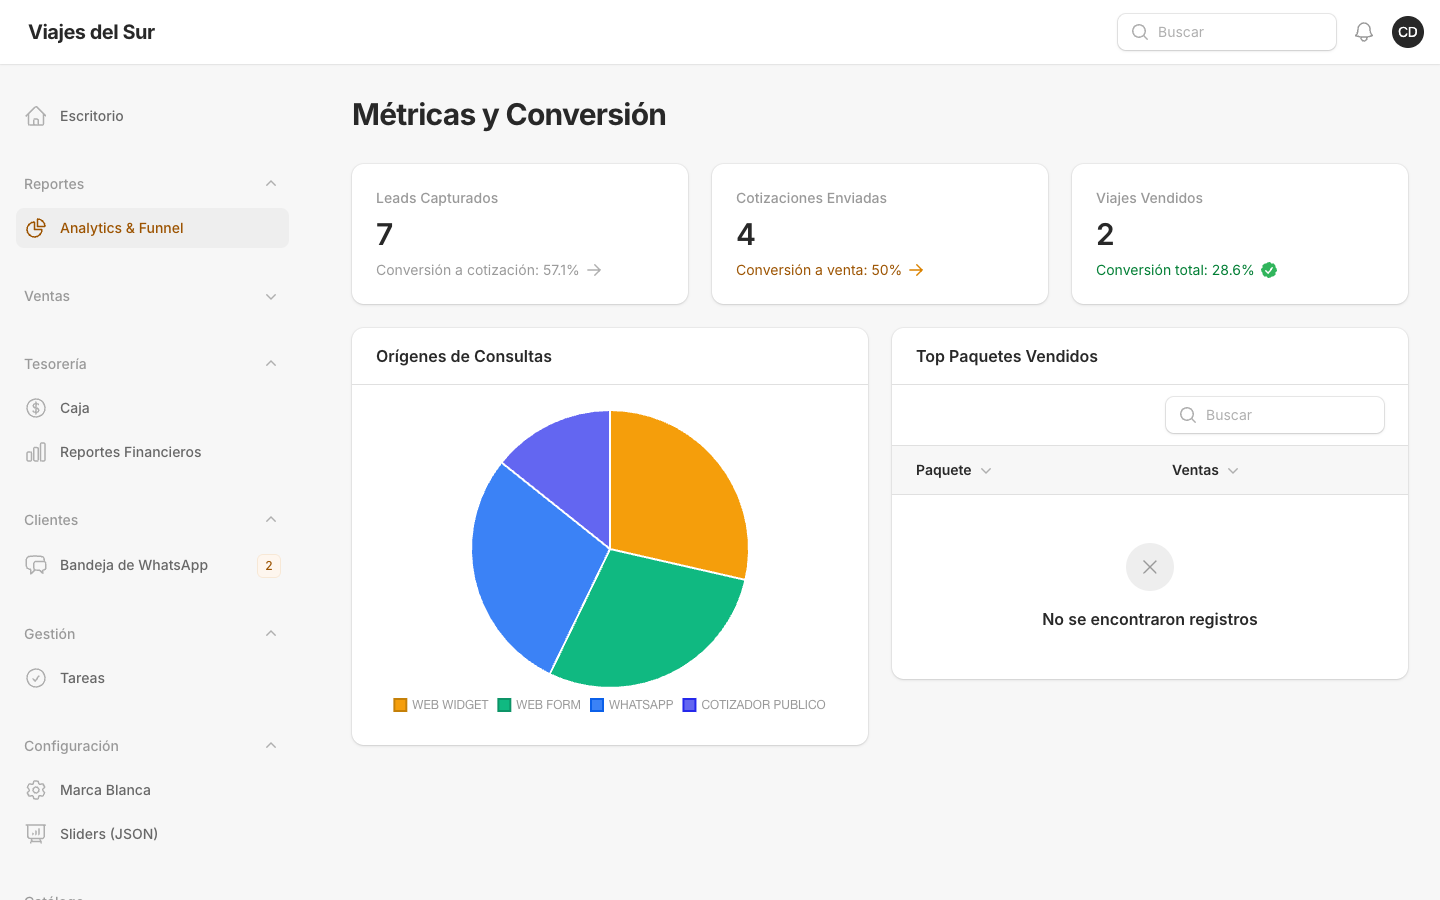 Viajes del Sur
Buscar
CD
Escritorio
Reportes
Analytics & Funnel
Ventas
Tesorería
Caja
Reportes Financieros
Clientes
Bandeja de WhatsApp
2
Gestión
Tareas
Configuración
Marca Blanca
Sliders (JSON)
Métricas y Conversión
Leads Capturados
7
Conversión a cotización: 57.1%
Cotizaciones Enviadas
4
Conversión a venta: 50%
Viajes Vendidos
2
Conversión total: 28.6%
Orígenes de Consultas
WEB WIDGET
WEB FORM
WHATSAPP
COTIZADOR PUBLICO
Top Paquetes Vendidos
Buscar
Paquete
Ventas
No se encontraron registros